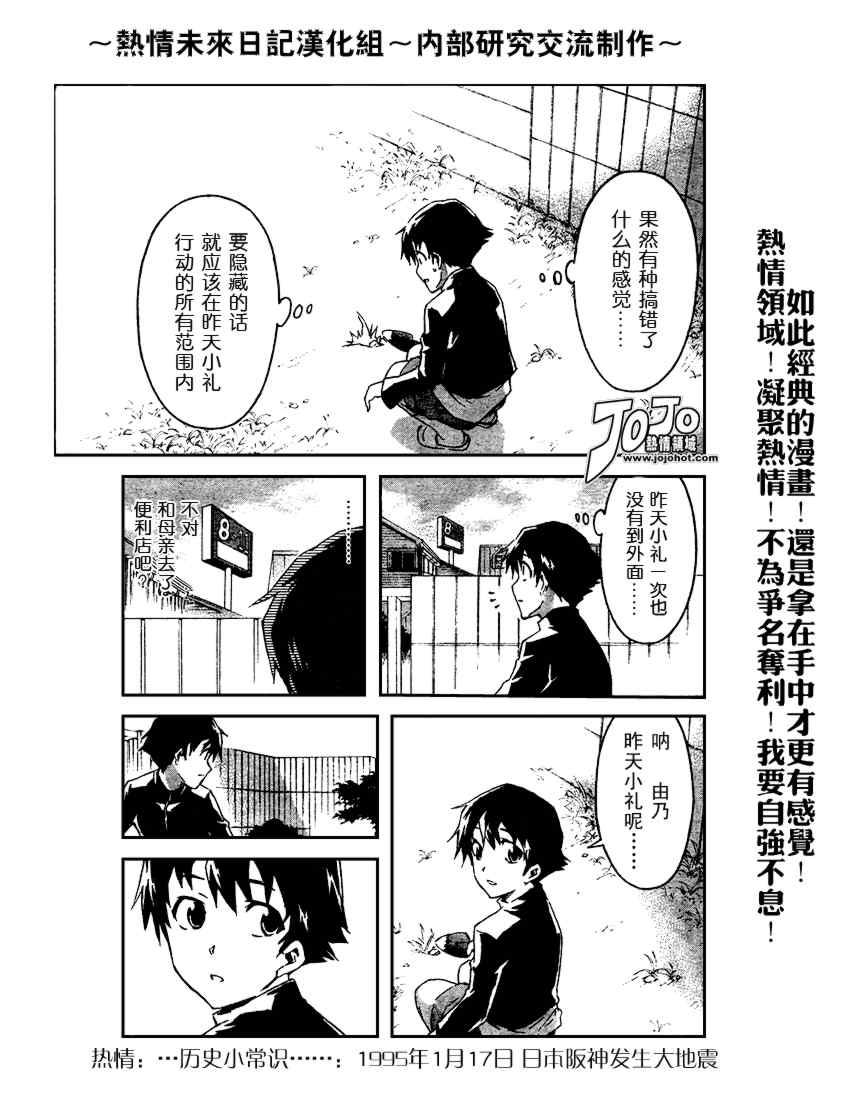 ～熱情未來日記漢化組～内部研究交流制作～
果然有种搞错了
什么的感觉……
要隐藏的话
就应该在昨天小礼
行动的所有范围内
JOJO
熱情領域
www.jojohot.com
昨天小礼一次也
没有到外面……
…………
不对
和母亲去了
便利店吧？
8
呐 由乃
昨天小礼呢……
如此經典的漫畫！還是拿在手中才更有感覺！
熱情領域！凝聚熱情！不為爭名奪利！我要自強不息！
热情：…历史小常识……：1995年1月17日 日本阪神发生大地震